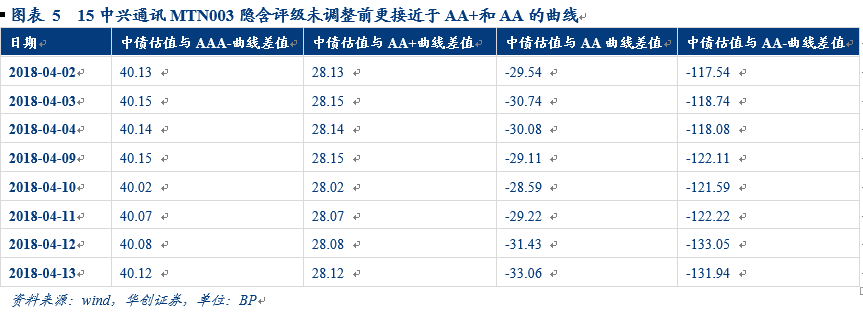 图表 5 15 中兴通讯 MTN003 隐含评级未调整前更接近于 AA+和 AA 的曲线
日期 中债估值与 AAA-曲线差值 中债估值与 AA+曲线差值 中债估值与 AA 曲线差值 中债估值与 AA-曲线差值
2018-04-02 40.13 28.13 -29.54 -117.54
2018-04-03 40.15 28.15 -30.74 -118.74
2018-04-04 40.14 28.14 -30.08 -118.08
2018-04-09 40.15 28.15 -29.11 -122.11
2018-04-10 40.02 28.02 -28.59 -121.59
2018-04-11 40.07 28.07 -29.22 -122.22
2018-04-12 40.08 28.08 -31.43 -133.05
2018-04-13 40.12 28.12 -33.06 -131.94
资料来源：wind，华创证券，单位：BP